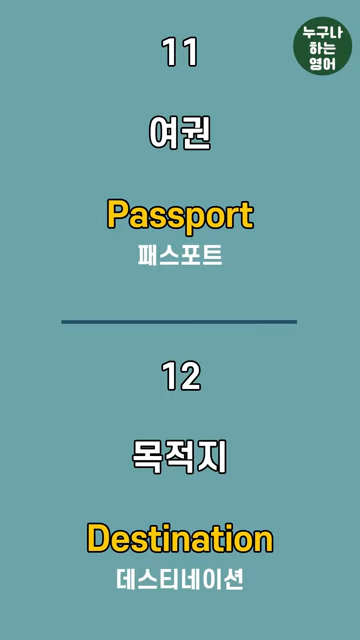 누구나
하는
영어
11
여권
Passport
패스포트
12
목적지
Destination
데스티네이션